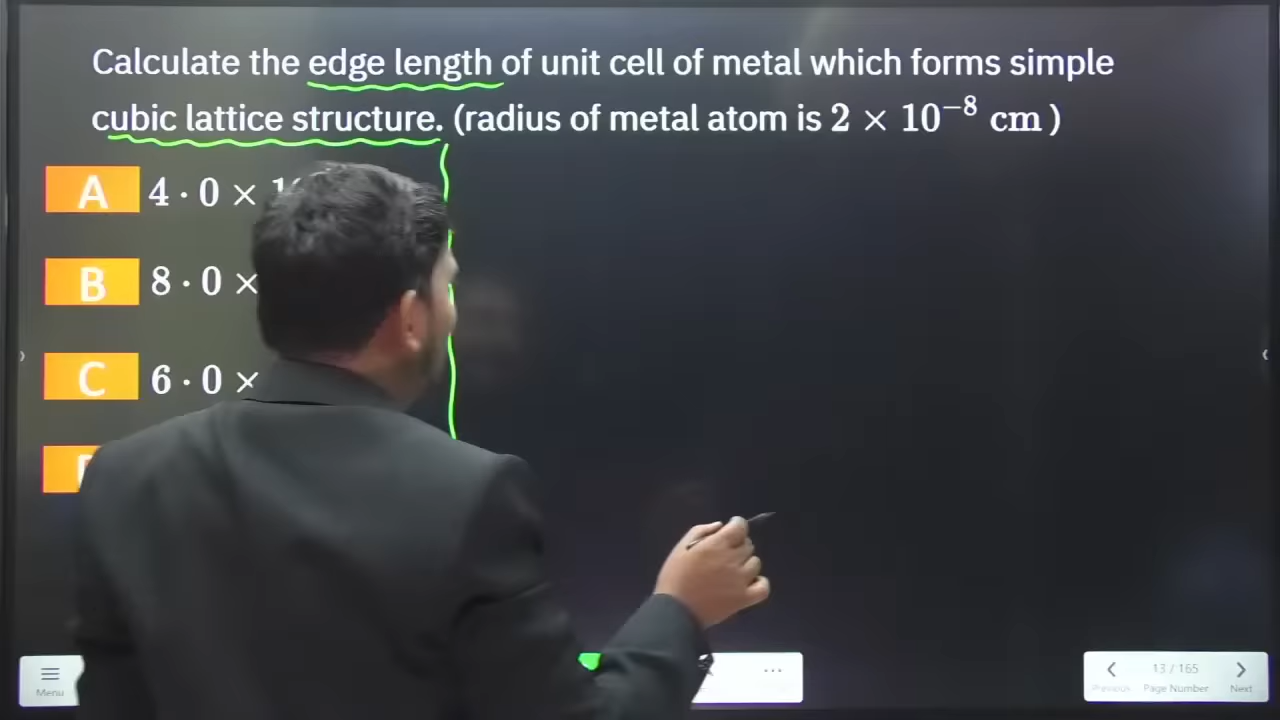 Calculate the edge length of unit cell of metal which forms simple
cubic lattice structure. (radius of metal atom is 2 × 10⁻⁸ cm )
A 4 · 0 ×
B 8 · 0 ×
C 6 · 0 ×
Menu
13 / 165
Previous Page Number Next